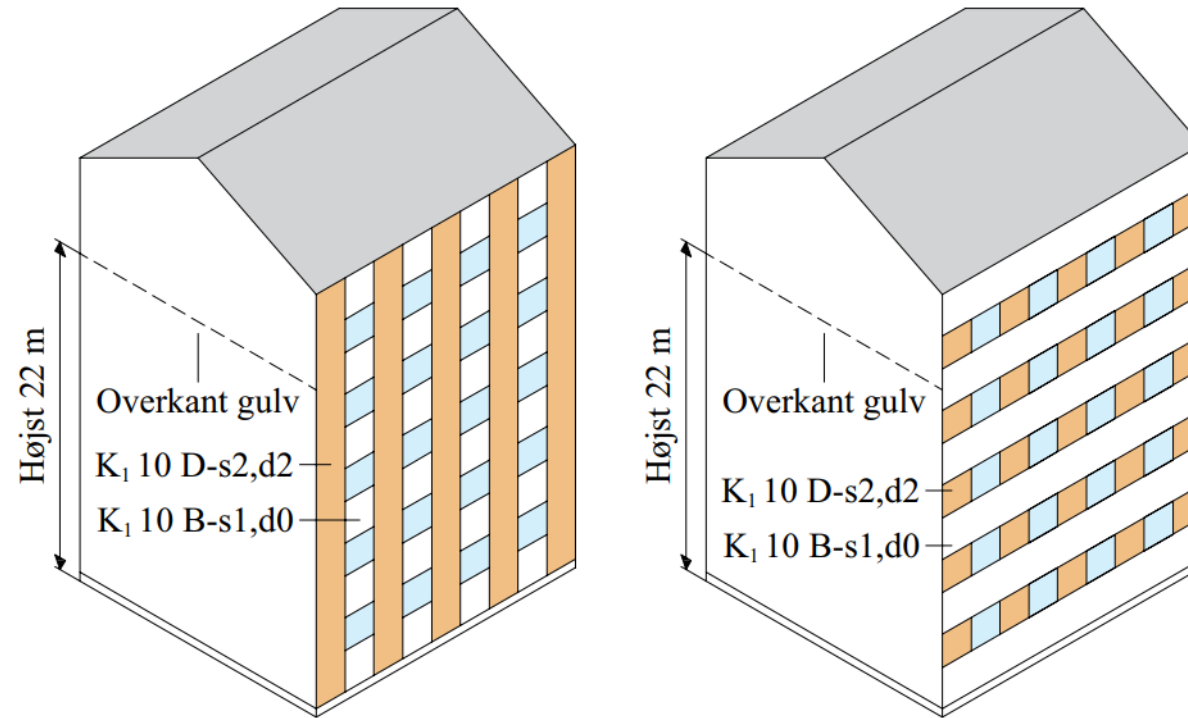 Højst 22 m
Overkant gulv
K₁ 10 D-s2,d2
K₁ 10 B-s1,d0
Højst 22 m
Overkant gulv
K₁ 10 D-s2,d2
K₁ 10 B-s1,d0